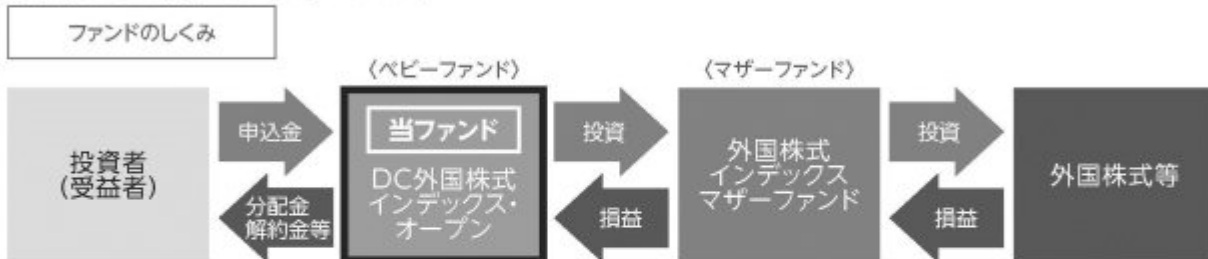 ファンドのしくみ
〈ベビーファンド〉
〈マザーファンド〉
投資者
(受益者)
申込金
分配金
解約金等
当ファンド
DC外国株式
インデックス・
オープン
投資
損益
外国株式
インデックス
マザーファンド
投資
損益
外国株式等